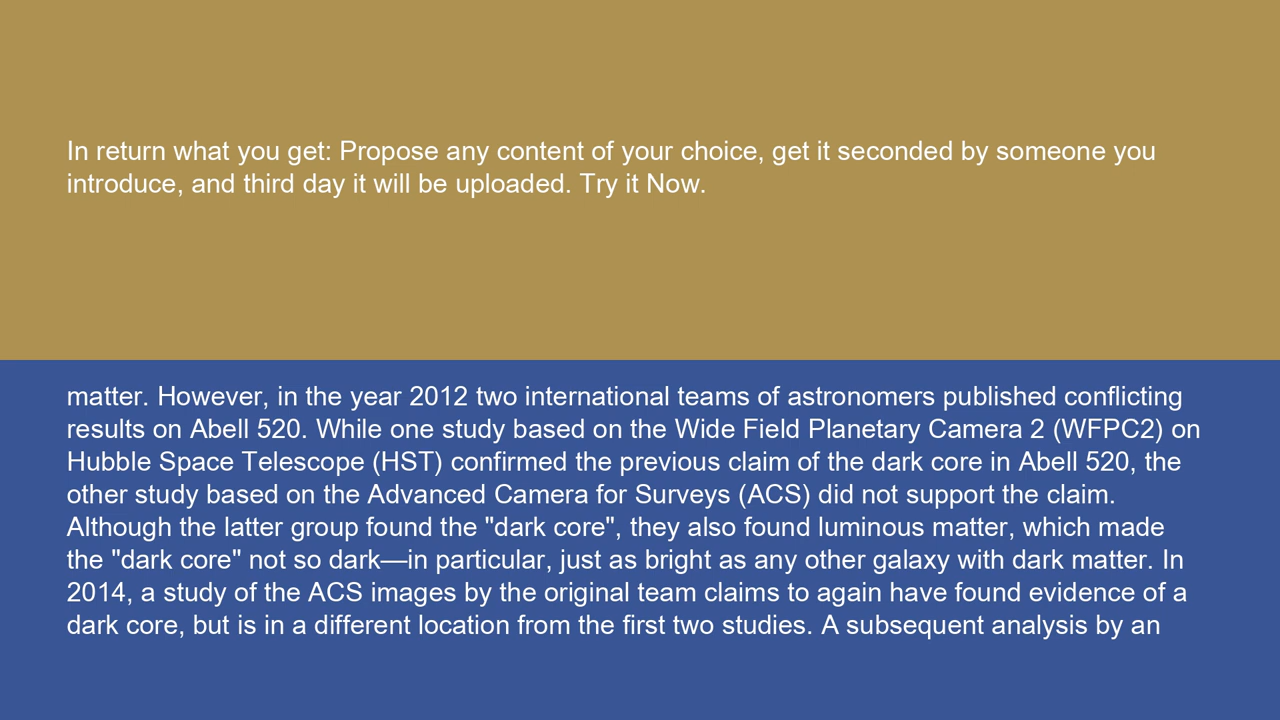 In return what you get: Propose any content of your choice, get it seconded by someone you
introduce, and third day it will be uploaded. Try it Now.
matter. However, in the year 2012 two international teams of astronomers published conflicting
results on Abell 520. While one study based on the Wide Field Planetary Camera 2 (WFPC2) on
Hubble Space Telescope (HST) confirmed the previous claim of the dark core in Abell 520, the
other study based on the Advanced Camera for Surveys (ACS) did not support the claim.
Although the latter group found the "dark core", they also found luminous matter, which made
the "dark core" not so dark—in particular, just as bright as any other galaxy with dark matter. In
2014, a study of the ACS images by the original team claims to again have found evidence of a
dark core, but is in a different location from the first two studies. A subsequent analysis by an